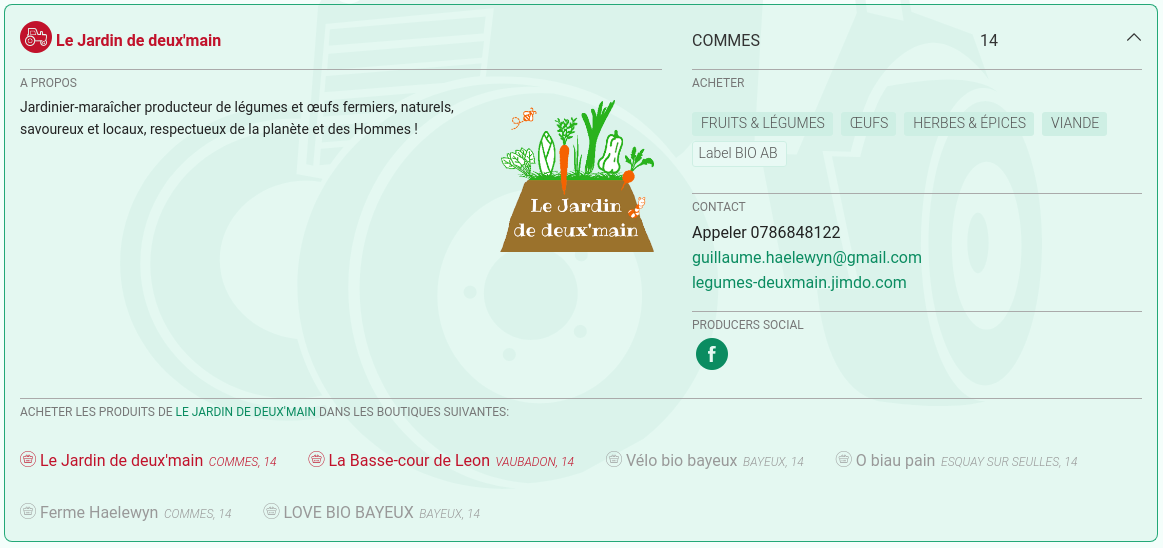 Le Jardin de deux'main
COMMES
14
A PROPOS
Jardinier-maraîcher producteur de légumes et œufs fermiers, naturels,
savoureux et locaux, respectueux de la planète et des Hommes !
Le Jardin
de deux'main
ACHETER
FRUITS & LÉGUMES ŒUFS HERBES & ÉPICES VIANDE
Label BIO AB
CONTACT
Appeler 0786848122
guillaume.haelewyn@gmail.com
legumes-deuxmain.jimdo.com
PRODUCERS SOCIAL
f
ACHETER LES PRODUITS DE LE JARDIN DE DEUX'MAIN DANS LES BOUTIQUES SUIVANTES:
Le Jardin de deux'main COMMES, 14 La Basse-cour de Leon VAUBADON, 14 Vélo bio bayeux BAYEUX, 14 O biau pain ESQUAY SUR SEULLES, 14
Ferme Haelewyn COMMES, 14 LOVE BIO BAYEUX BAYEUX, 14